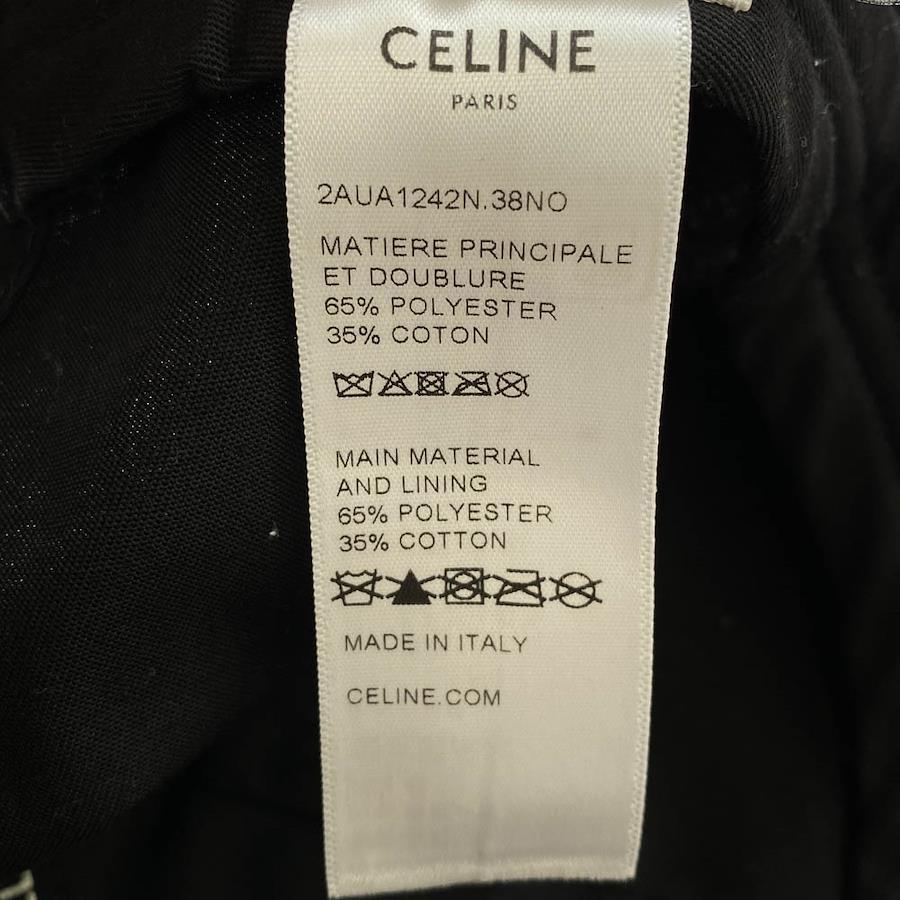 CELINE
PARIS
2AUA1242N.38NO
MATIERE PRINCIPALE
ET DOUBLURE
65% POLYESTER
35% COTON
MAIN MATERIAL
AND LINING
65% POLYESTER
35% COTTON
MADE IN ITALY
CELINE.COM